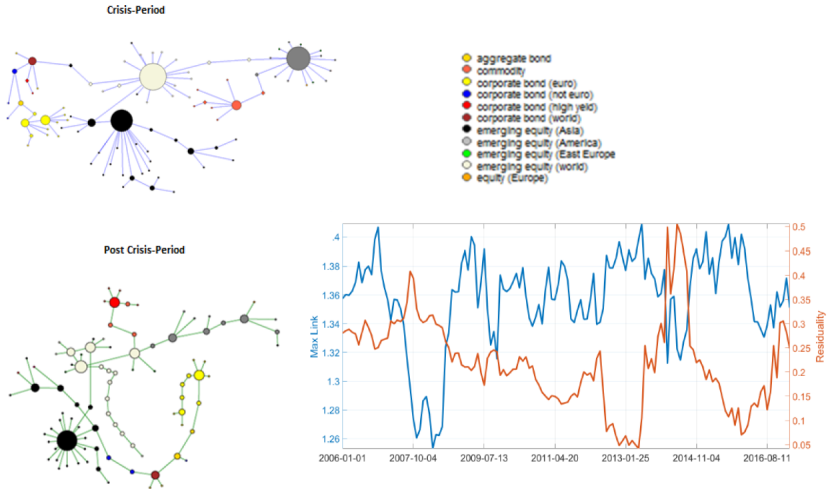 Crisis-Period
aggregate bond
commodity
corporate bond (euro)
corporate bond (not euro)
corporate bond (high yeld)
corporate bond (world)
emerging equity (Asia)
emerging equity (America)
emerging equity (East Europe
emerging equity (world)
equity (Europe)
Post Crisis-Period
.4
1.38
1.36
1.34
1.32
1.3
1.28
1.26
Max Link
0.5
0.45
0.4
0.35
0.3
0.25
0.2
0.15
0.1
0.05
Residuality
2006-01-01
2007-10-04
2009-07-13
2011-04-20
2013-01-25
2014-11-04
2016-08-11